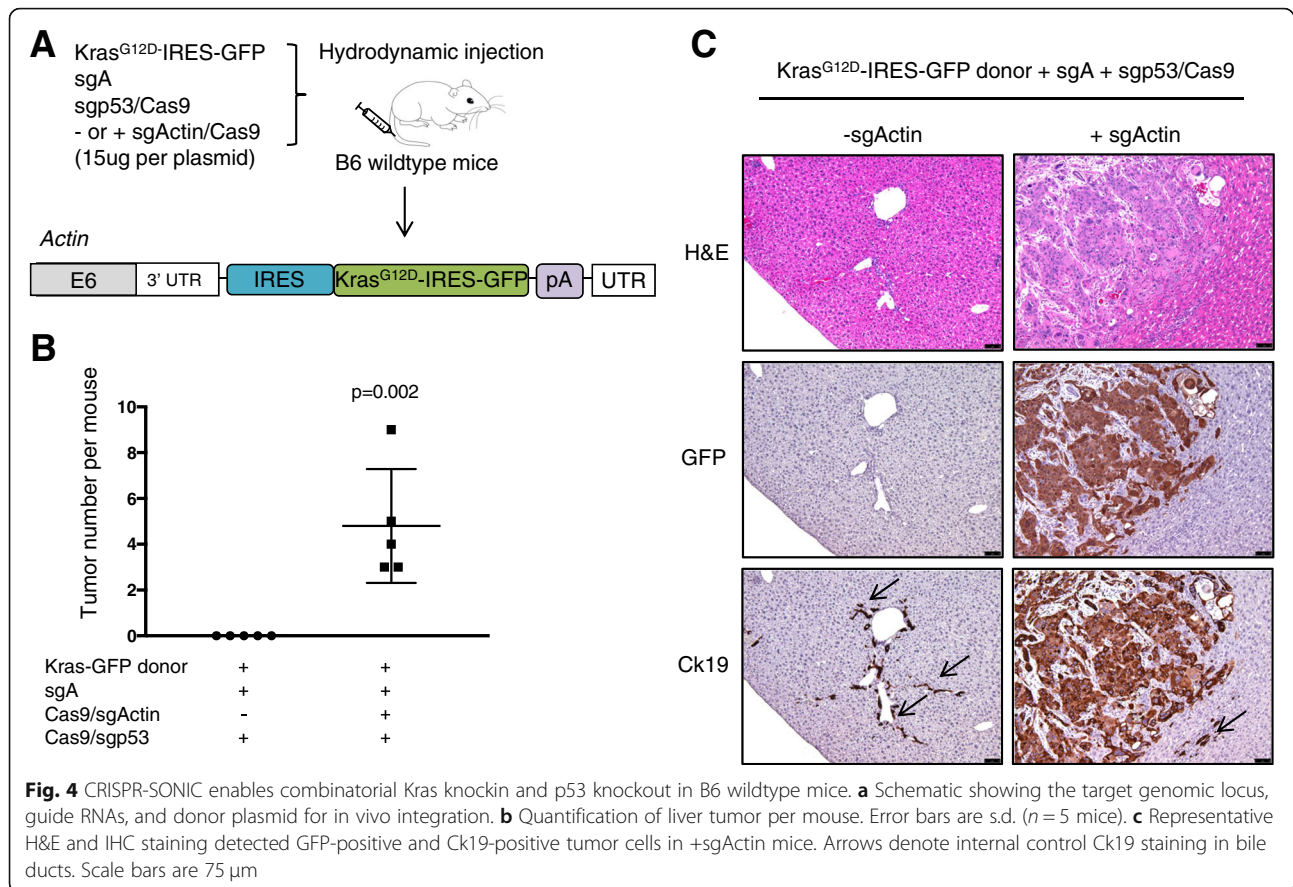 A
Kras^G12D-IRES-GFP
sgA
sgp53/Cas9
- or + sgActin/Cas9
(15ug per plasmid)
Hydrodynamic injection
B6 wildtype mice
Actin
E6 3' UTR IRES Kras^G12D-IRES-GFP pA UTR
B
p=0.002
Tumor number per mouse
10
8
6
4
2
0
Kras-GFP donor + +
sgA + +
Cas9/sgActin - +
Cas9/sgp53 + +
C
Kras^G12D-IRES-GFP donor + sgA + sgp53/Cas9
-sgActin + sgActin
H&E
GFP
Ck19
Fig. 4 CRISPR-SONIC enables combinatorial Kras knockin and p53 knockout in B6 wildtype mice. a Schematic showing the target genomic locus,
guide RNAs, and donor plasmid for in vivo integration. b Quantification of liver tumor per mouse. Error bars are s.d. (n = 5 mice). c Representative
H&E and IHC staining detected GFP-positive and Ck19-positive tumor cells in +sgActin mice. Arrows denote internal control Ck19 staining in bile
ducts. Scale bars are 75 μm